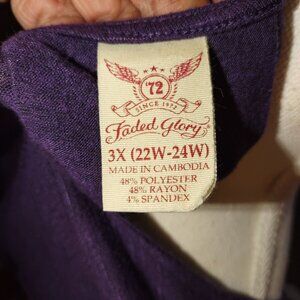 '72
SINCE 1972
Faded Glory
3X (22W-24W)
MADE IN CAMBODIA
48% POLYESTER
48% RAYON
4% SPANDEX